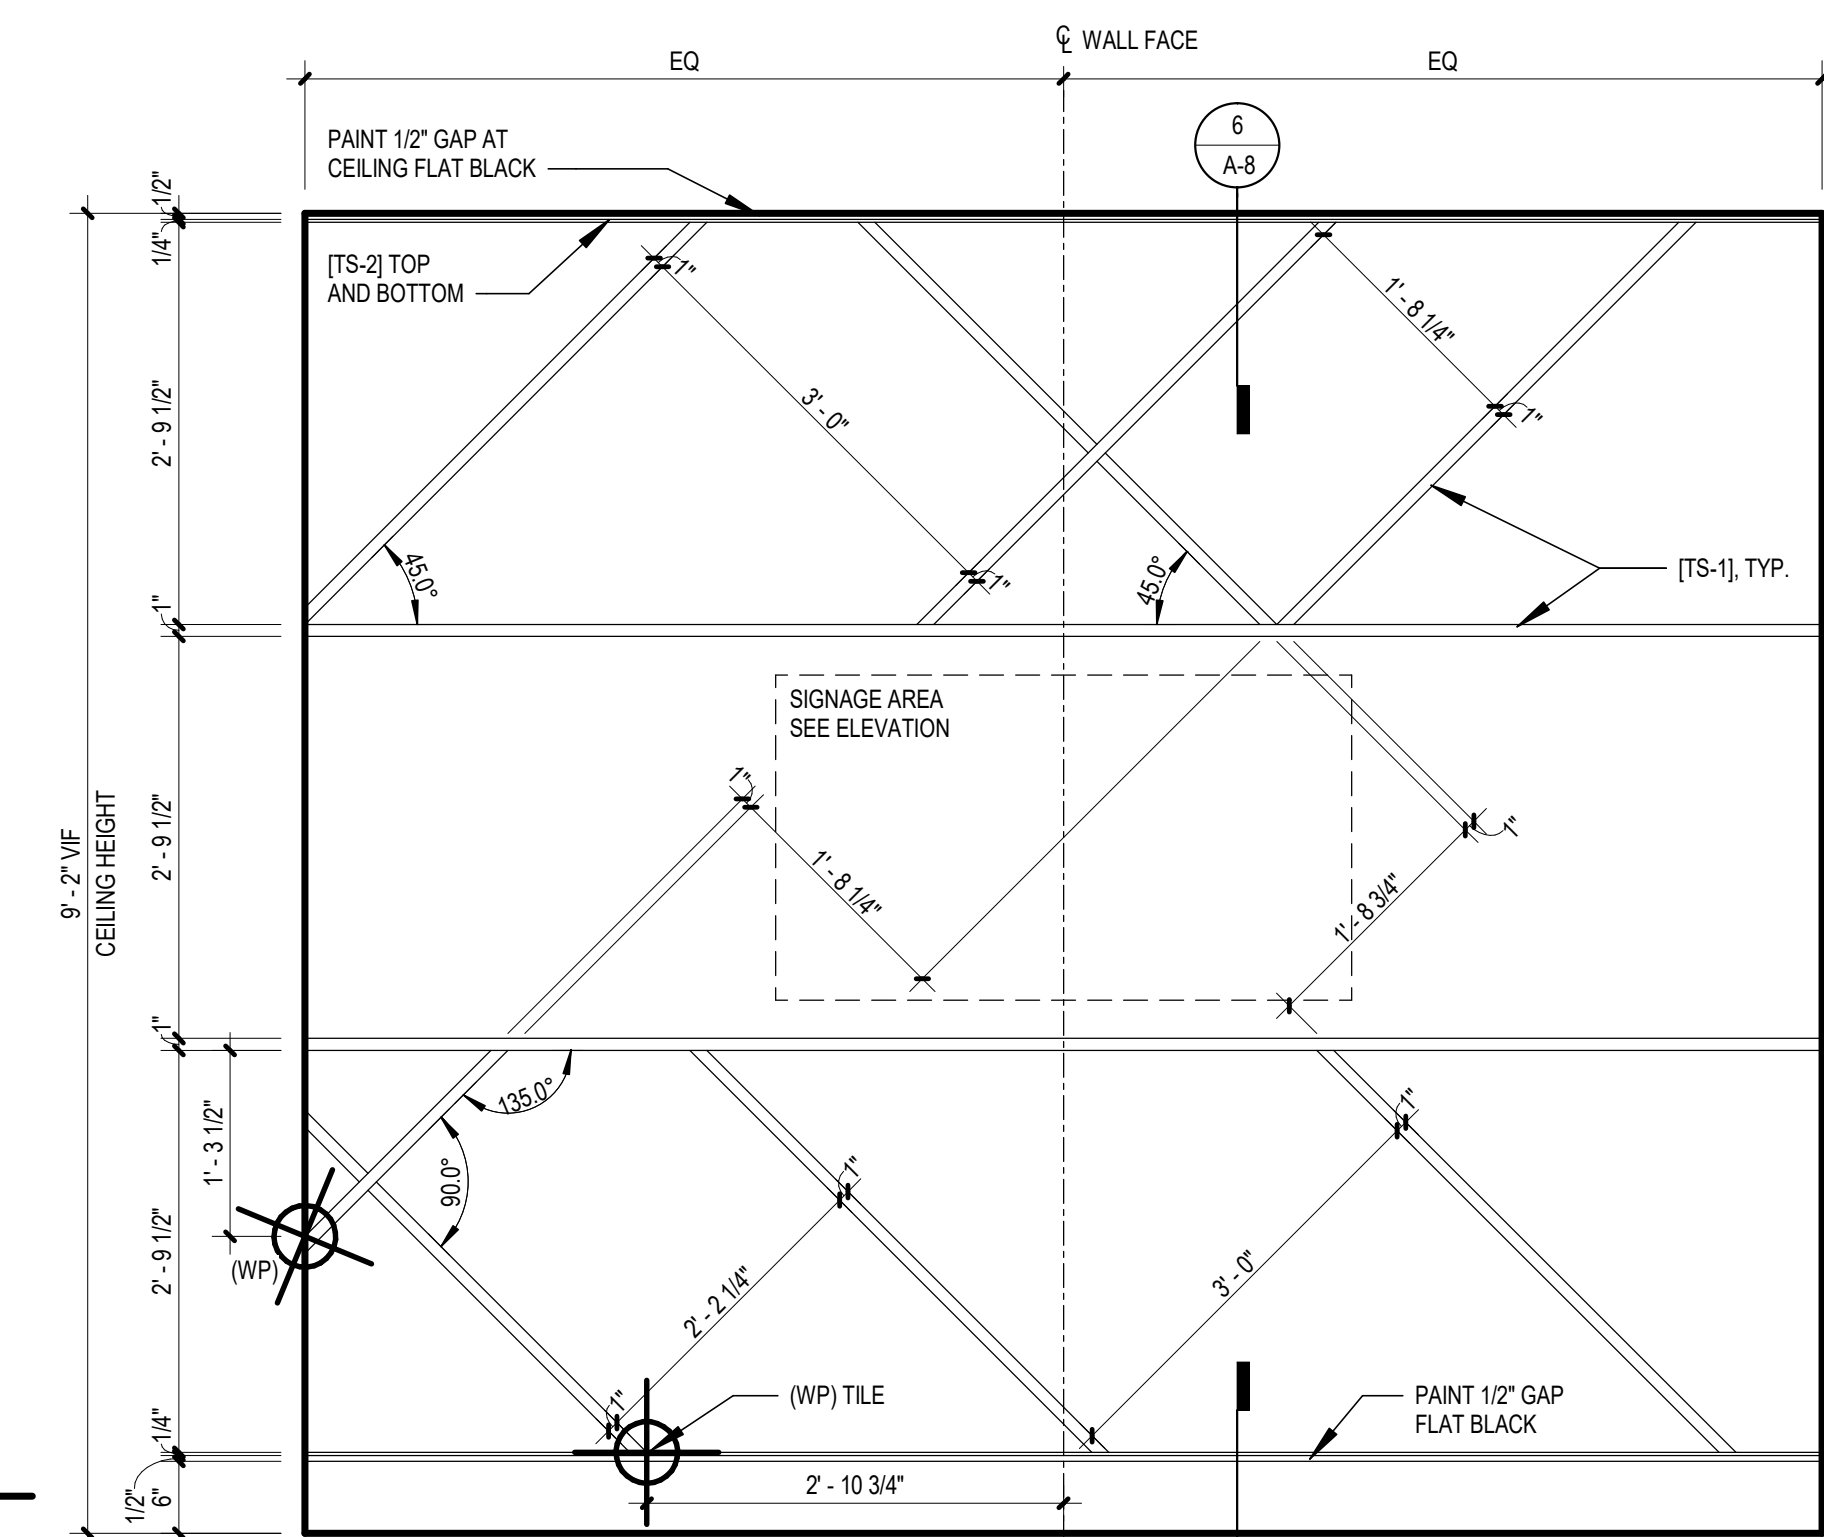 ℄ WALL FACE
EQ
EQ
6
A-8
PAINT 1/2" GAP AT
CEILING FLAT BLACK
[TS-2] TOP
AND BOTTOM
1/2"
1/4"
2' - 9 1/2"
1"
2' - 9 1/2"
1"
2' - 9 1/2"
1/4"
1/2"
6"
9' - 2" VIF
CEILING HEIGHT
1' - 3 1/2"
1"
3' - 0"
1"
1' - 8 1/4"
1"
45.0°
45.0°
[TS-1], TYP.
SIGNAGE AREA
SEE ELEVATION
1"
1' - 8 1/4"
1"
1' - 8 3/4"
135.0°
90.0°
(WP)
1"
2' - 2 1/4"
1"
1"
3' - 0"
(WP) TILE
PAINT 1/2" GAP
FLAT BLACK
2' - 10 3/4"